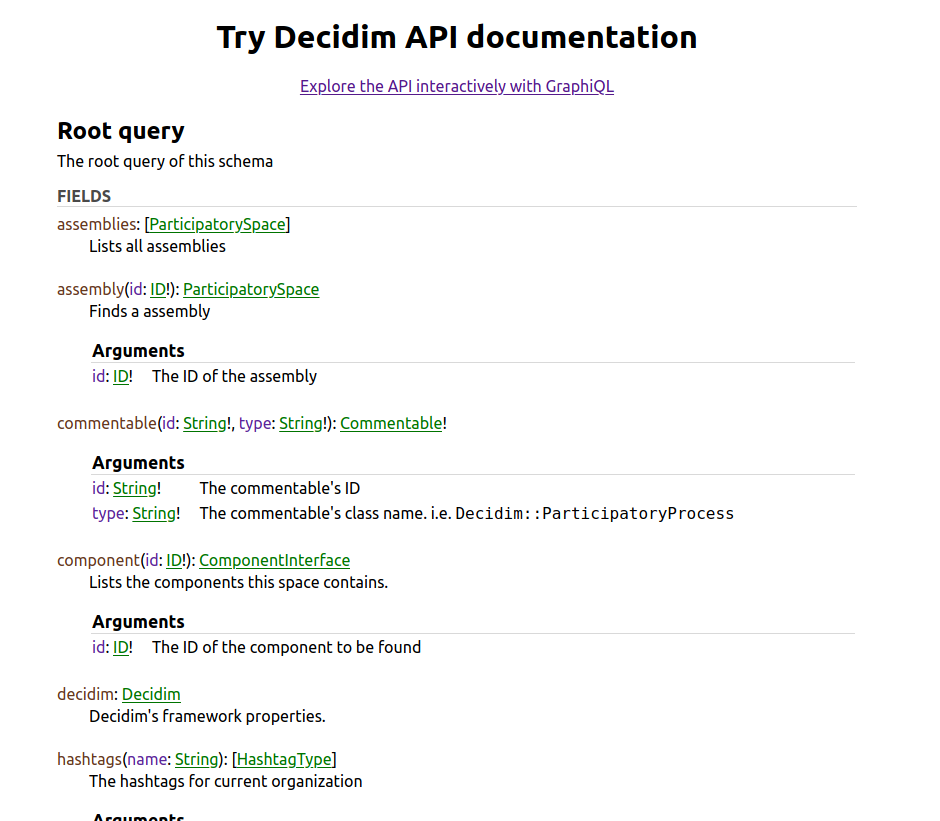 Try Decidim API documentation
Explore the API interactively with GraphiQL
Root query
The root query of this schema
FIELDS
assemblies: [ParticipatorySpace]
Lists all assemblies
assembly(id: ID!): ParticipatorySpace
Finds a assembly
Arguments
id: ID! The ID of the assembly
commentable(id: String!, type: String!): Commentable!
Arguments
id: String! The commentable's ID
type: String! The commentable's class name. i.e. Decidim::ParticipatoryProcess
component(id: ID!): ComponentInterface
Lists the components this space contains.
Arguments
id: ID! The ID of the component to be found
decidim: Decidim
Decidim's framework properties.
hashtags(name: String): [HashtagType]
The hashtags for current organization
Arguments